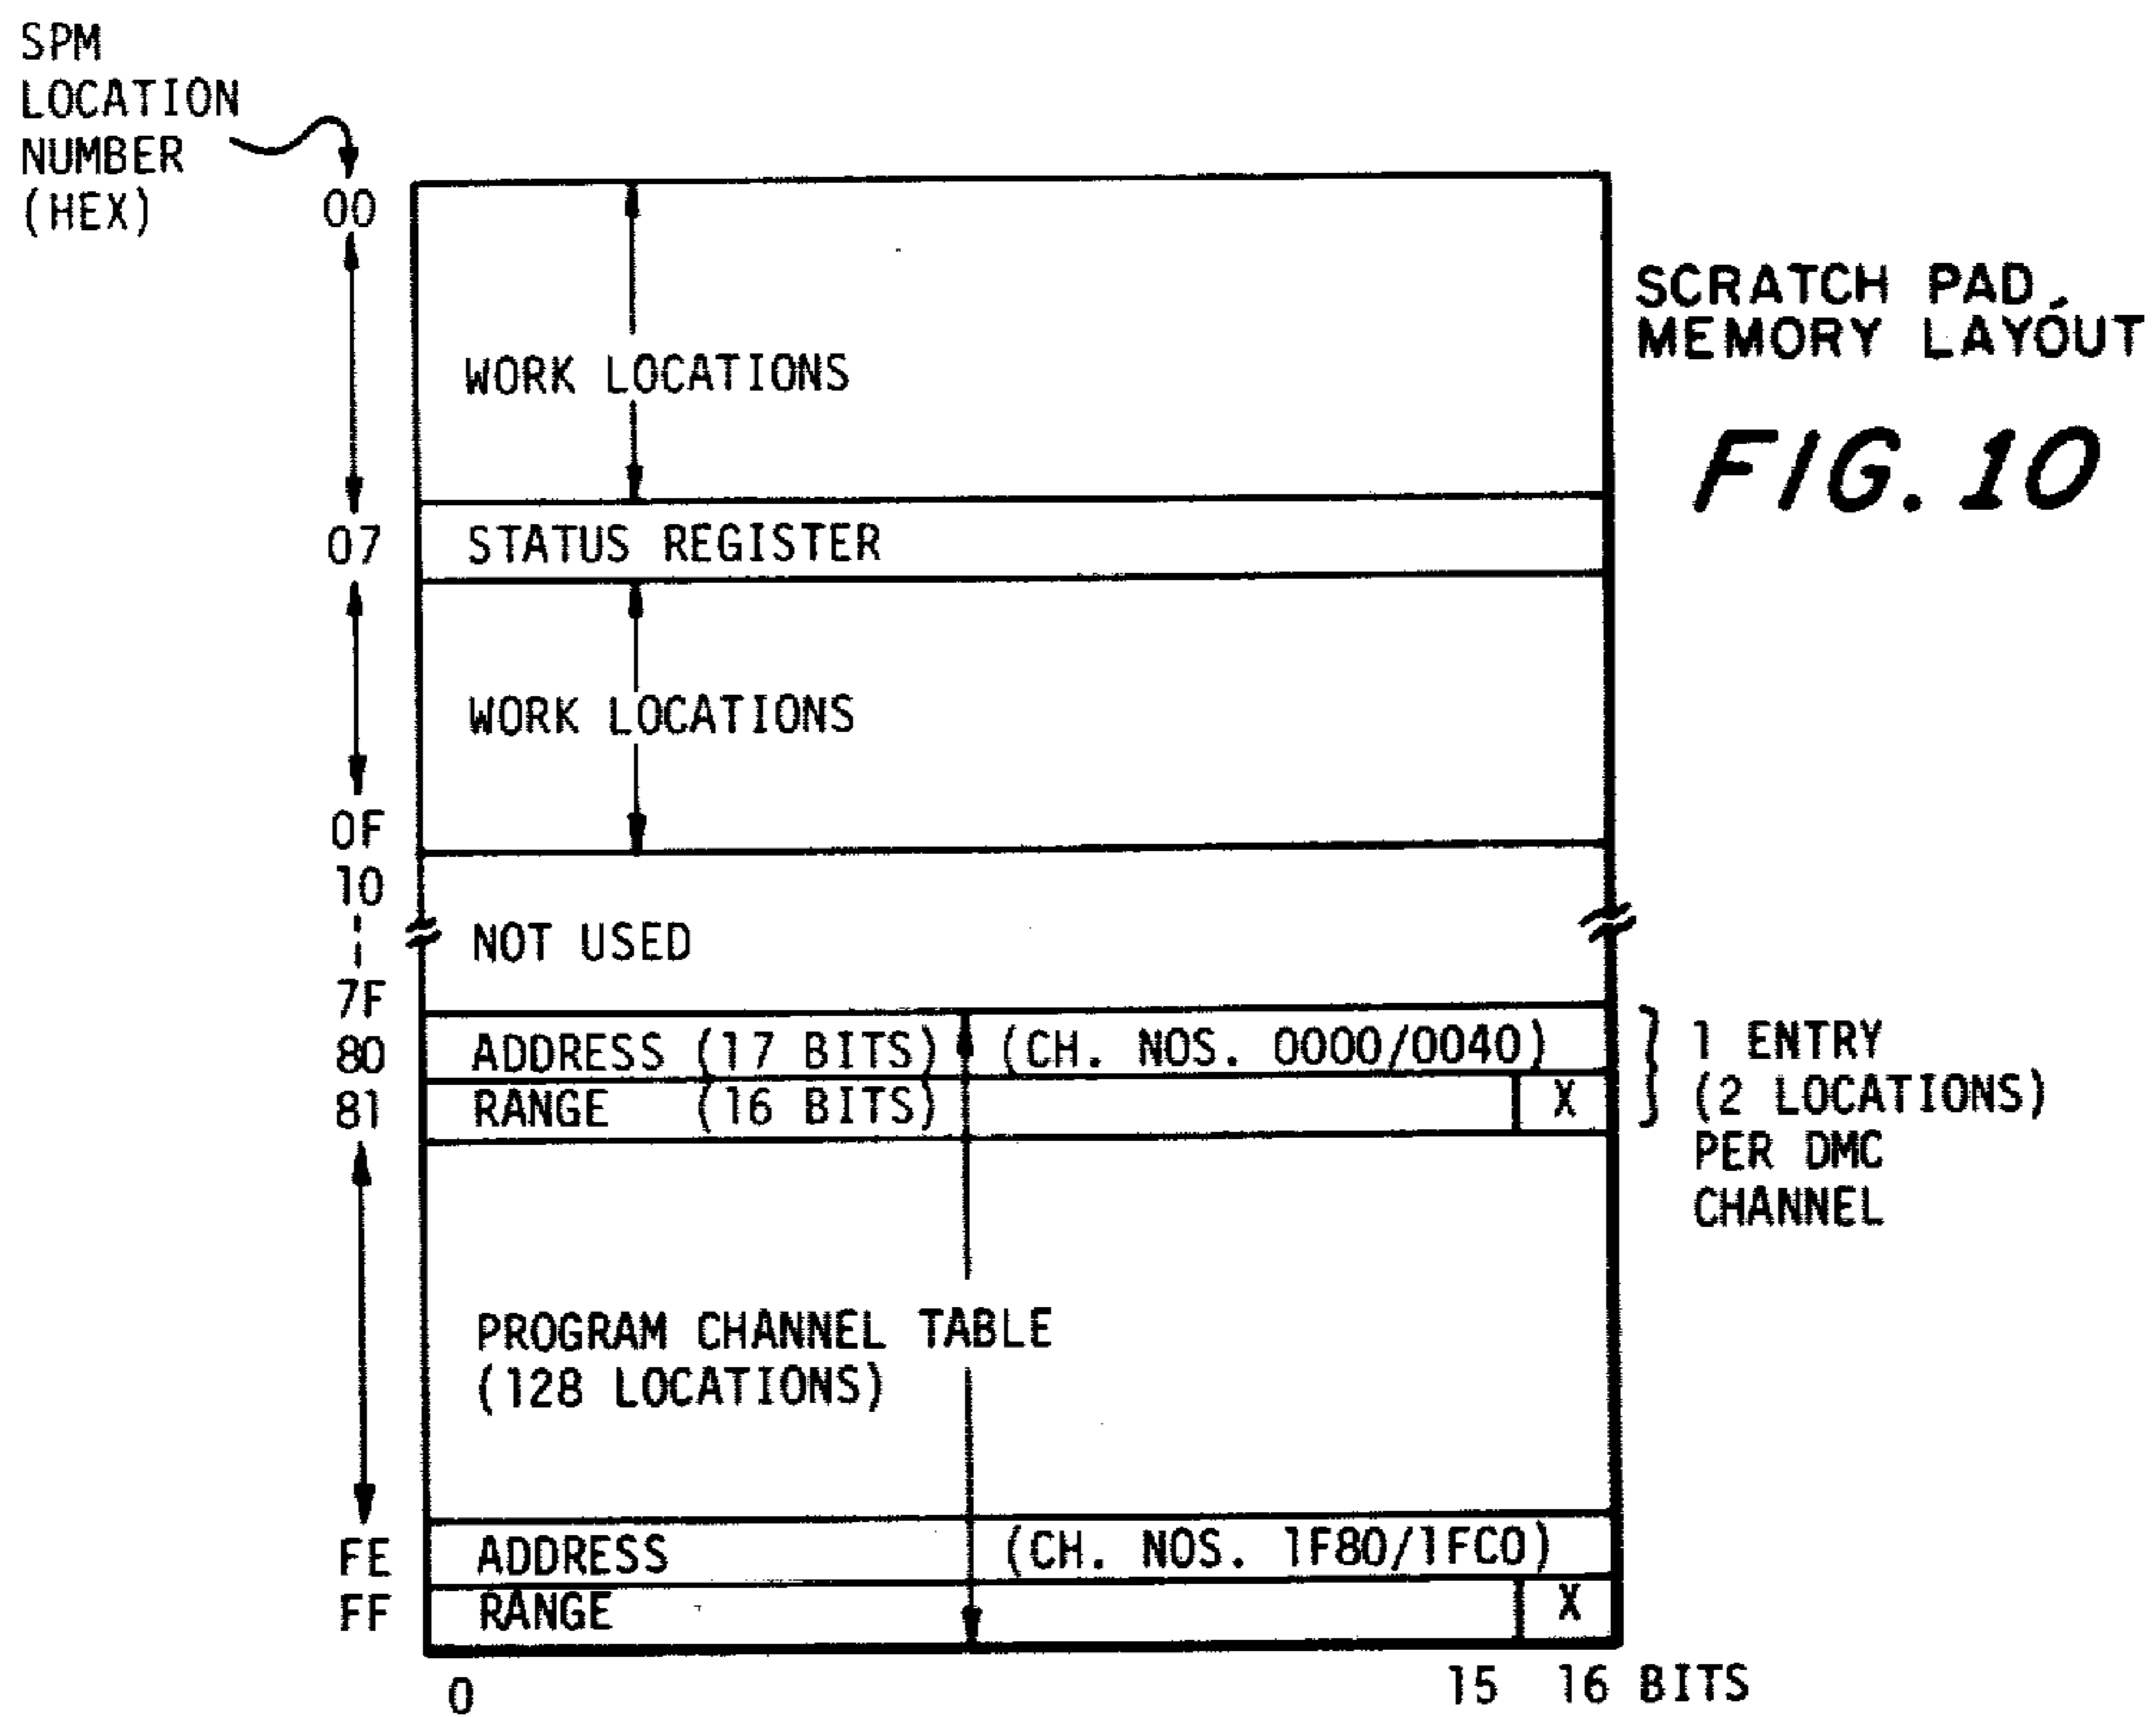 SPM
LOCATION
NUMBER
(HEX)
00
SCRATCH PAD
MEMORY LAYOUT
FIG. 10
WORK LOCATIONS
07 STATUS REGISTER
WORK LOCATIONS
0F
10
NOT USED
7F
80 ADDRESS (17 BITS) (CH. NOS. 0000/0040)
81 RANGE (16 BITS) X
1 ENTRY
(2 LOCATIONS)
PER DMC
CHANNEL
PROGRAM CHANNEL TABLE
(128 LOCATIONS)
FE ADDRESS (CH. NOS. 1F80/1FC0)
FF RANGE X
0 15 16 BITS